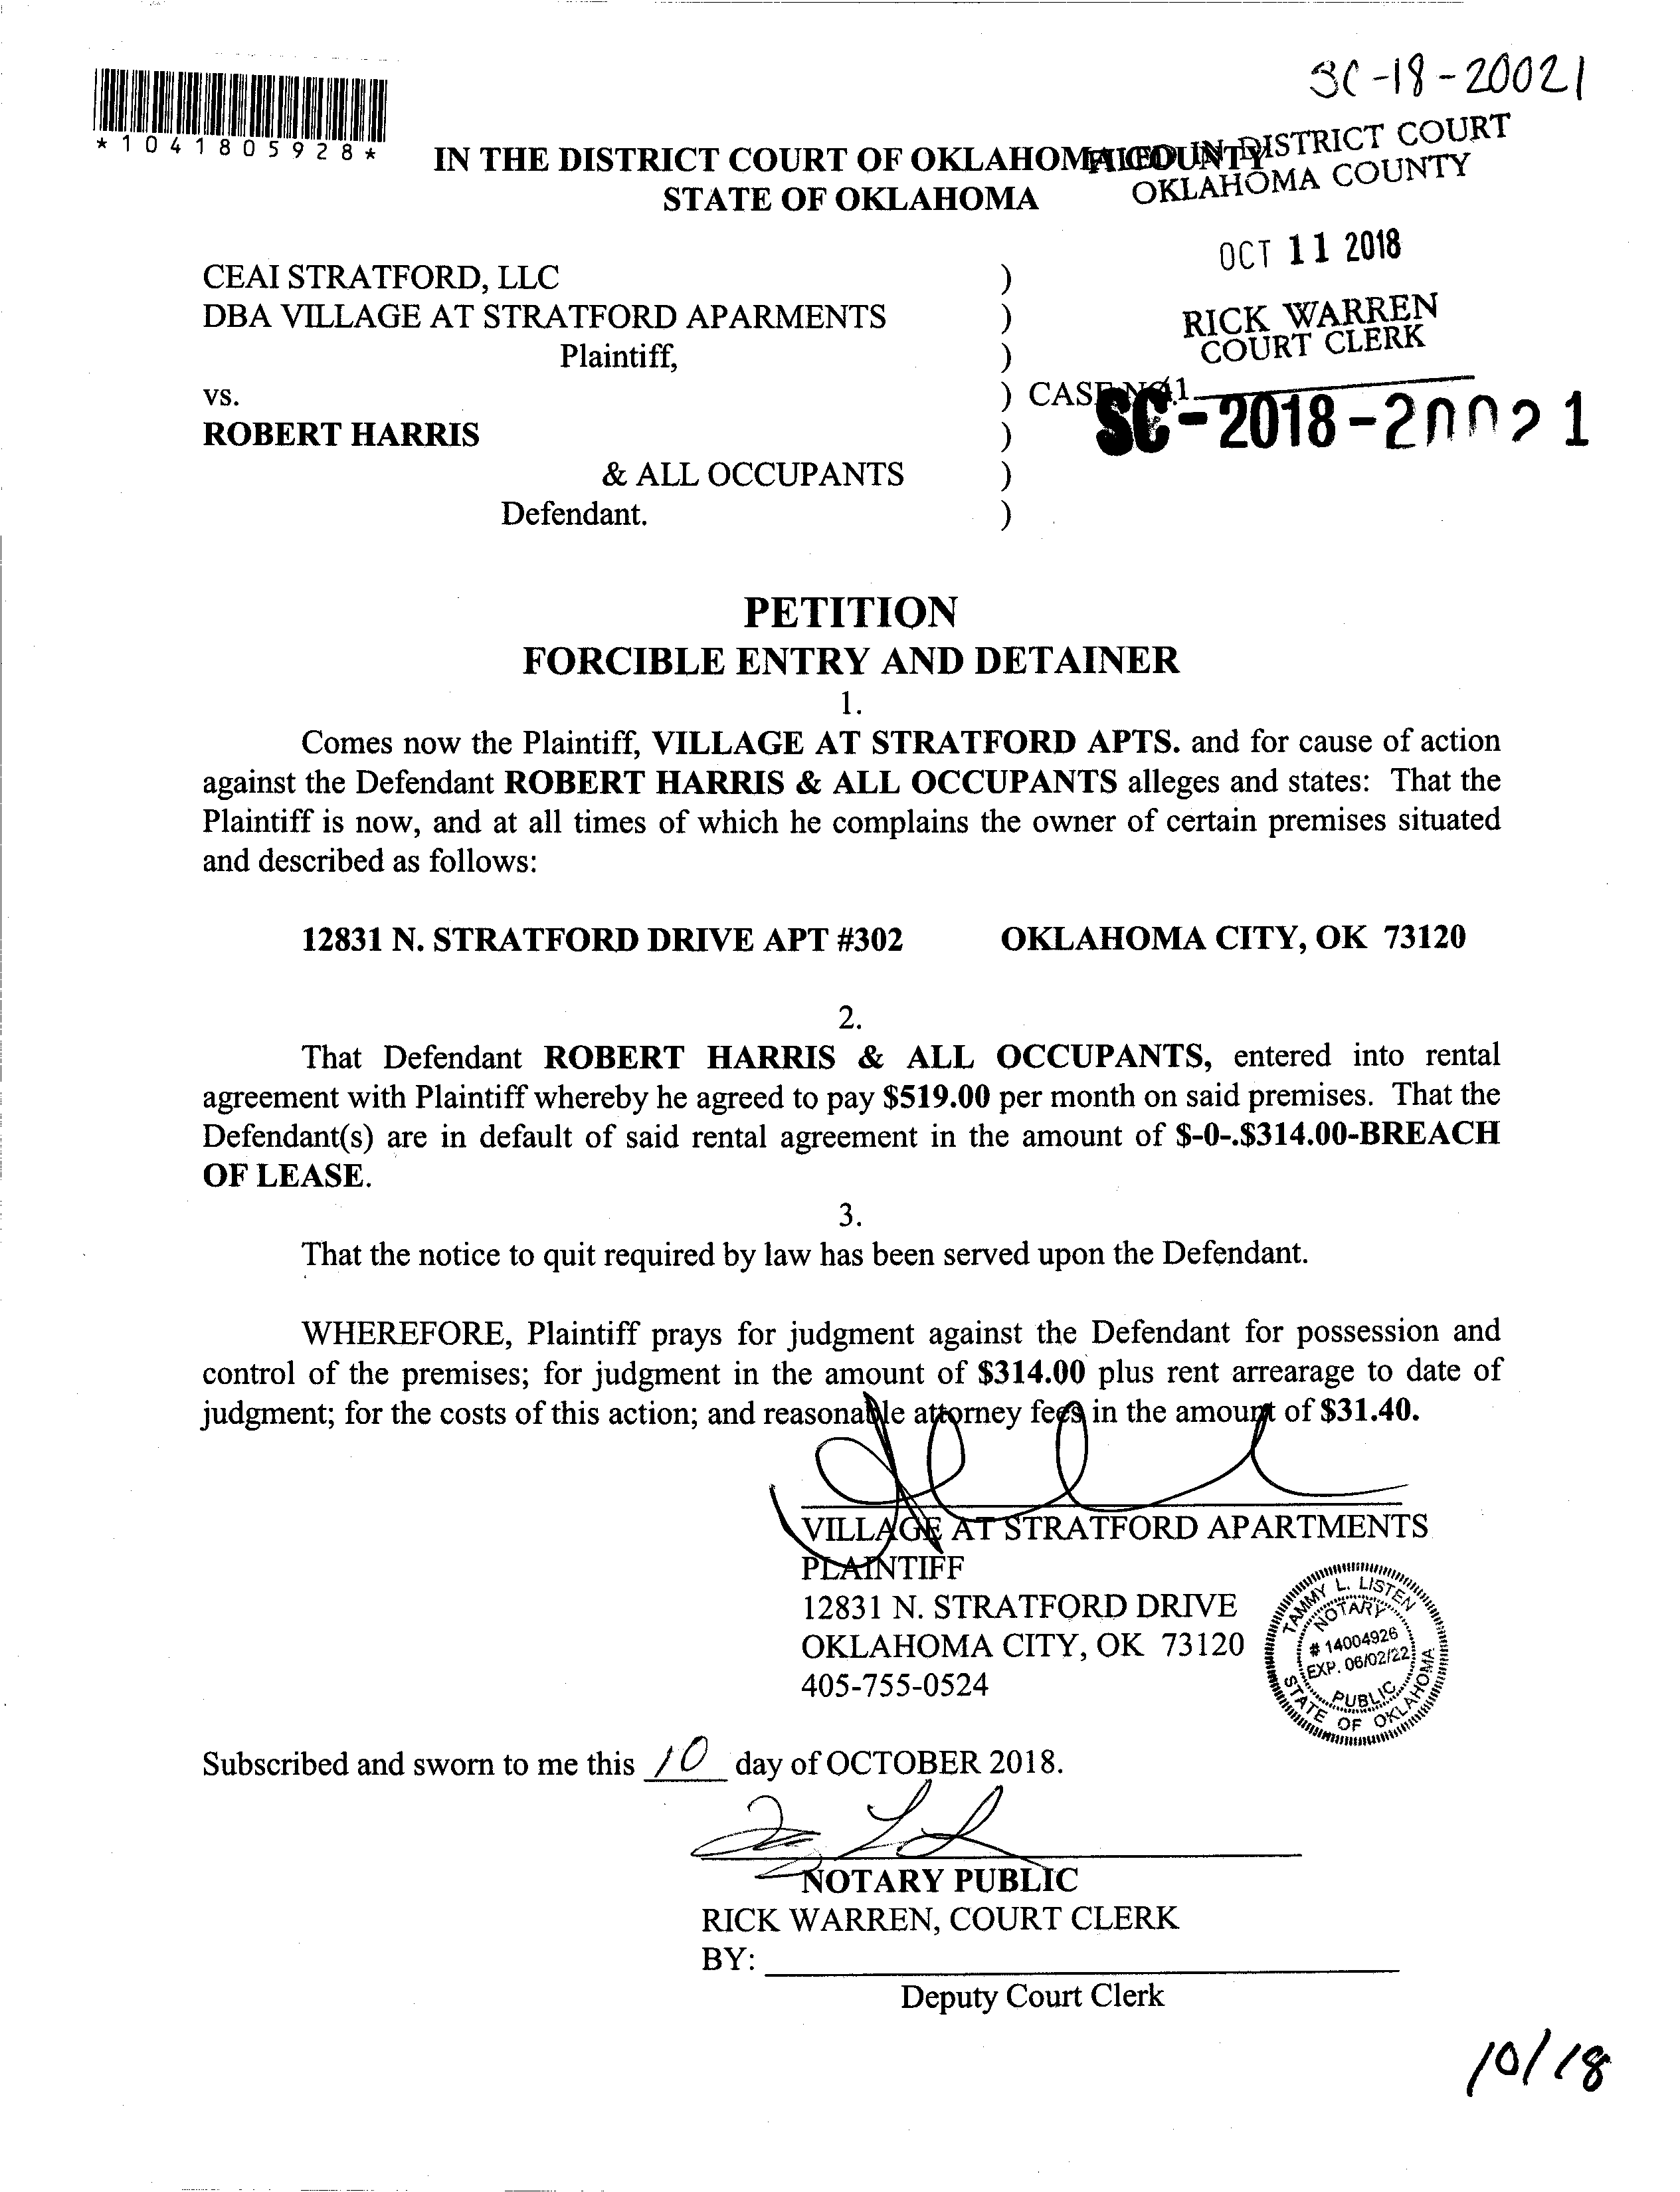 SC-18-20021
*1041805928*
IN THE DISTRICT COURT OF OKLAHOMA COUNTY
STATE OF OKLAHOMA
FILED IN DISTRICT COURT
OKLAHOMA COUNTY
OCT 11 2018
RICK WARREN
COURT CLERK
CEAI STRATFORD, LLC )
DBA VILLAGE AT STRATFORD APARMENTS )
Plaintiff, )
vs. ) CASE NO.
41
SC-2018-20021
ROBERT HARRIS )
& ALL OCCUPANTS )
Defendant. )
PETITION
FORCIBLE ENTRY AND DETAINER
1.
Comes now the Plaintiff, VILLAGE AT STRATFORD APTS. and for cause of action
against the Defendant ROBERT HARRIS & ALL OCCUPANTS alleges and states: That the
Plaintiff is now, and at all times of which he complains the owner of certain premises situated
and described as follows:
12831 N. STRATFORD DRIVE APT #302 OKLAHOMA CITY, OK 73120
2.
That Defendant ROBERT HARRIS & ALL OCCUPANTS, entered into rental
agreement with Plaintiff whereby he agreed to pay $519.00 per month on said premises. That the
Defendant(s) are in default of said rental agreement in the amount of $-0-.$314.00-BREACH
OF LEASE.
3.
That the notice to quit required by law has been served upon the Defendant.
WHEREFORE, Plaintiff prays for judgment against the Defendant for possession and
control of the premises; for judgment in the amount of $314.00 plus rent arrearage to date of
judgment; for the costs of this action; and reasonable attorney fees in the amount of $31.40.
VILLAGE AT STRATFORD APARTMENTS
PLAINTIFF
12831 N. STRATFORD DRIVE
OKLAHOMA CITY, OK 73120
405-755-0524
TAMMY L. LISTEN
NOTARY
# 14004926
EXP. 06/02/22
PUBLIC
STATE OF OKLAHOMA
Subscribed and sworn to me this 10 day of OCTOBER 2018.
NOTARY PUBLIC
RICK WARREN, COURT CLERK
BY:
Deputy Court Clerk
10/18